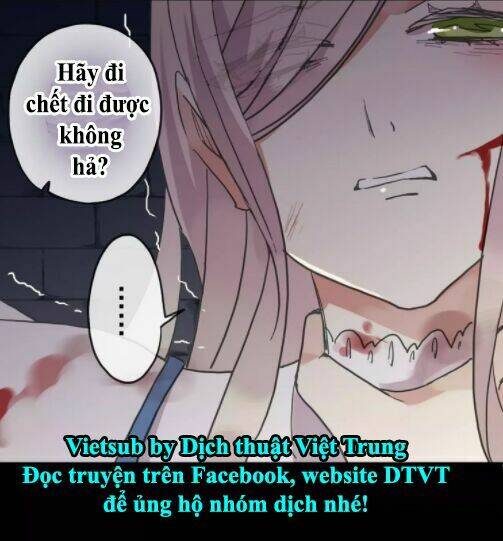 Hãy đi
chết đi được
không
hả?
......
Vietsub by Dịch thuật Việt Trung
Đọc truyện trên Facebook, website DTVT
để ủng hộ nhóm dịch nhé!